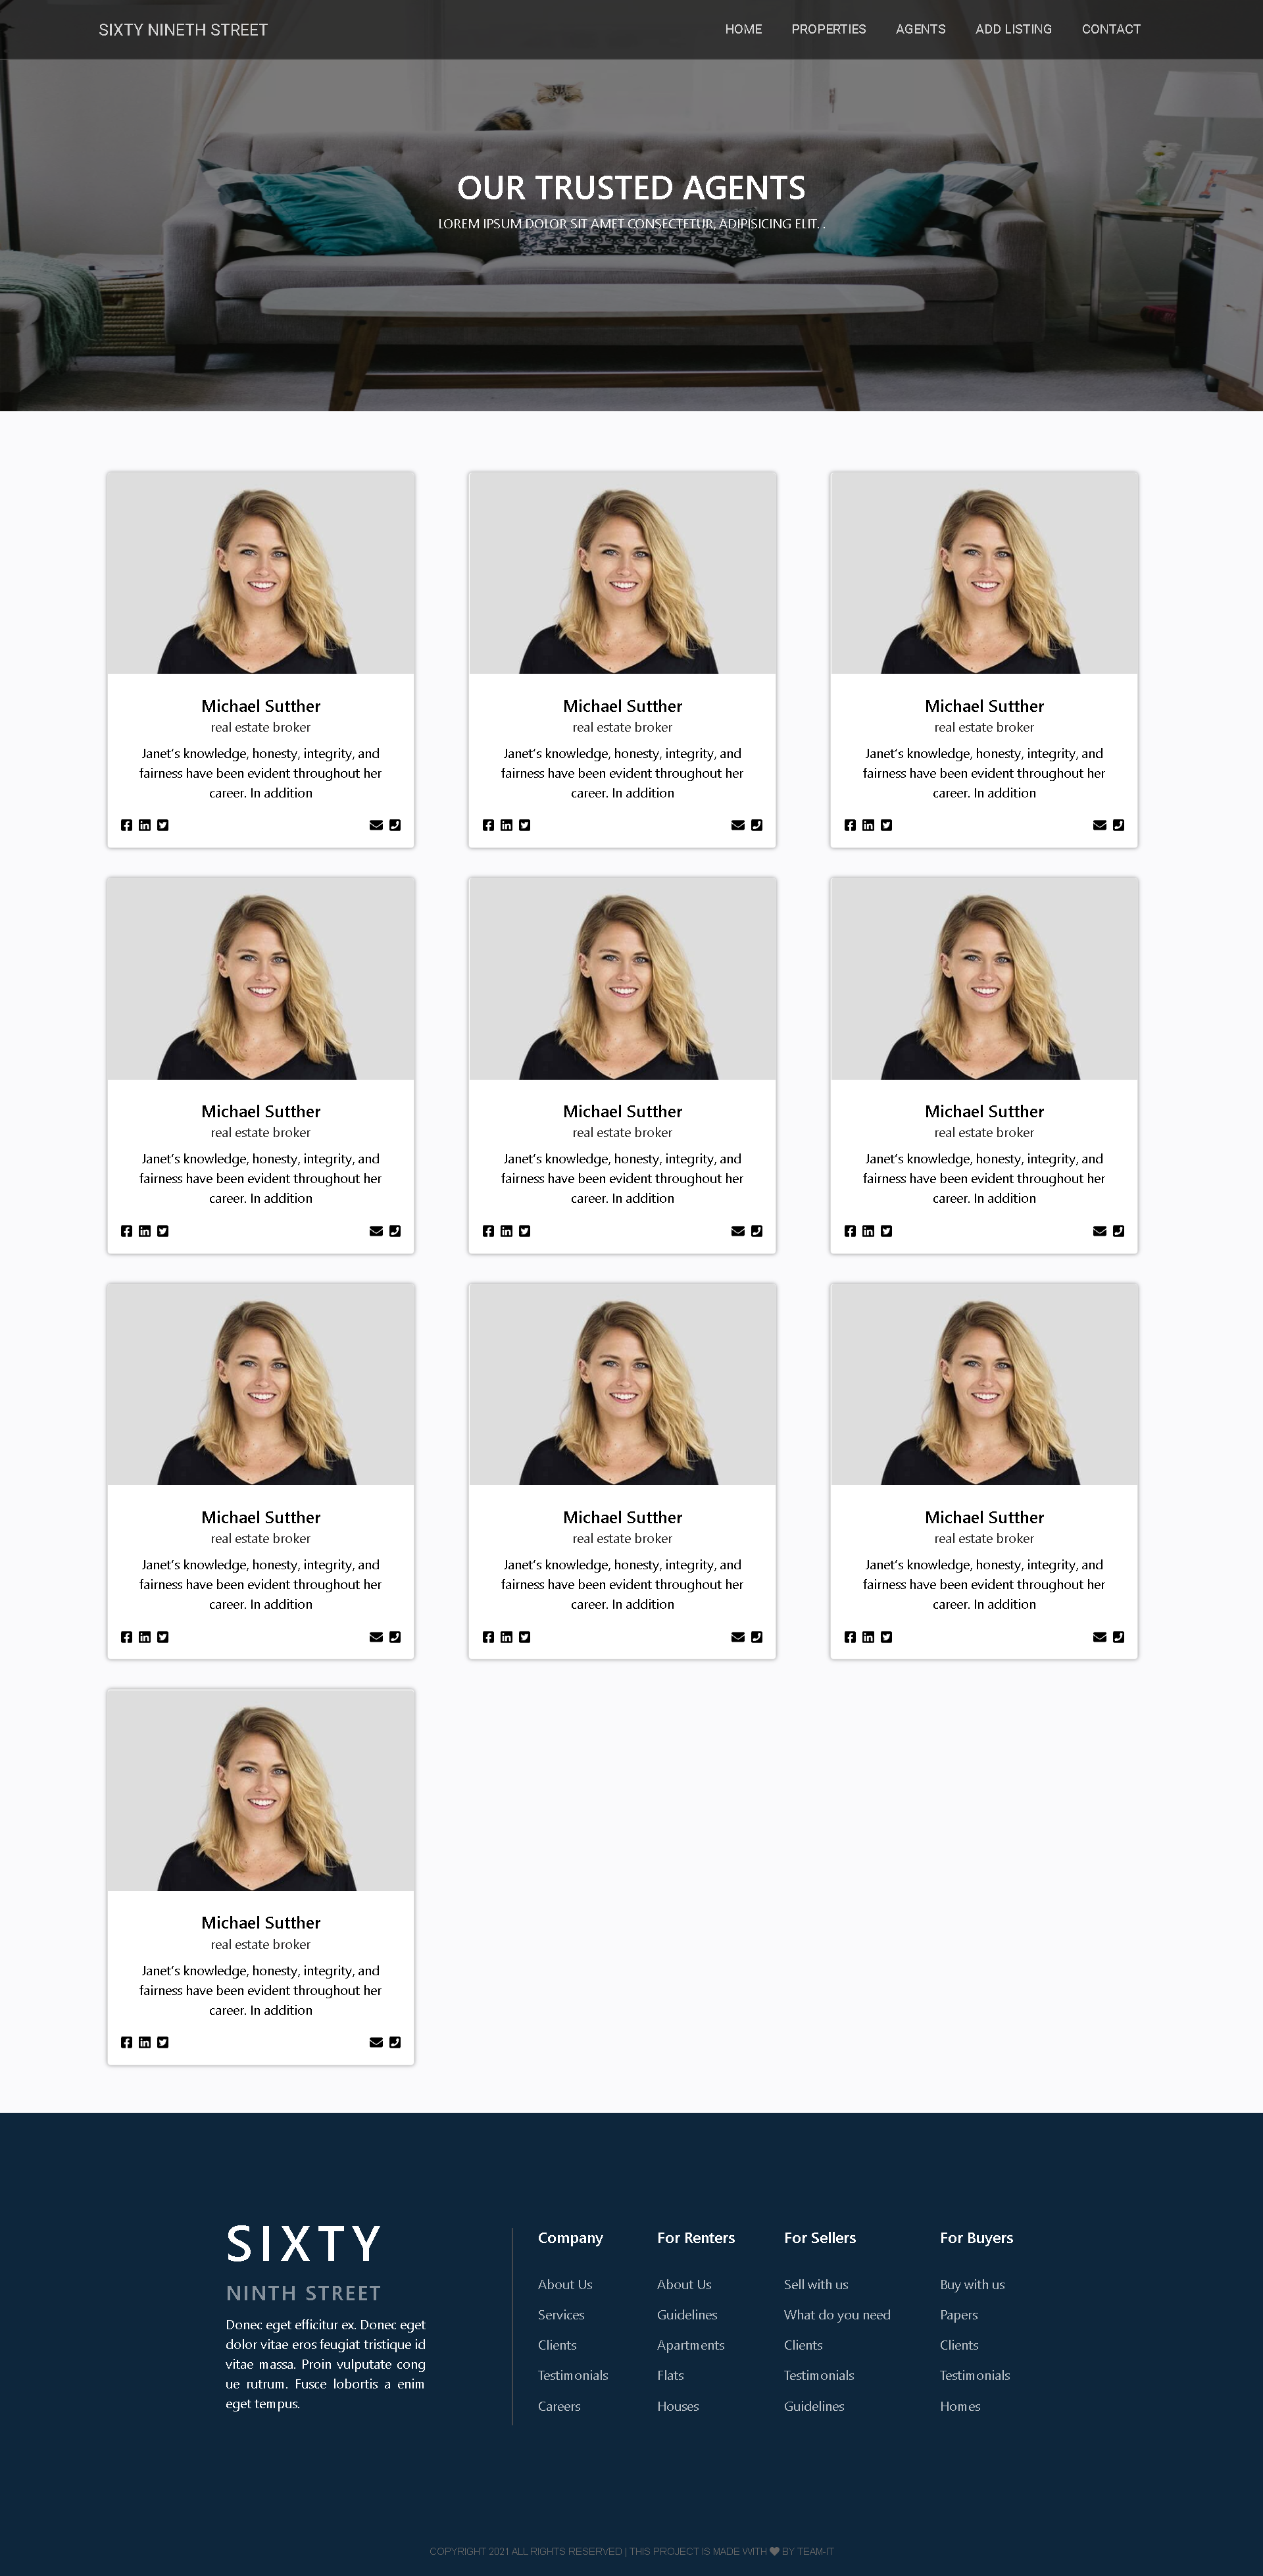 SIXTY NINETH STREET
HOME PROPERTIES AGENTS ADD LISTING CONTACT
OUR TRUSTED AGENTS
LOREM IPSUM DOLOR SIT AMET CONSECTETUR, ADIPISICING ELIT. .
Michael Sutther
real estate broker
Janet's knowledge, honesty, integrity, and
fairness have been evident throughout her
career. In addition
Michael Sutther
real estate broker
Janet's knowledge, honesty, integrity, and
fairness have been evident throughout her
career. In addition
Michael Sutther
real estate broker
Janet's knowledge, honesty, integrity, and
fairness have been evident throughout her
career. In addition
Michael Sutther
real estate broker
Janet's knowledge, honesty, integrity, and
fairness have been evident throughout her
career. In addition
Michael Sutther
real estate broker
Janet's knowledge, honesty, integrity, and
fairness have been evident throughout her
career. In addition
Michael Sutther
real estate broker
Janet's knowledge, honesty, integrity, and
fairness have been evident throughout her
career. In addition
Michael Sutther
real estate broker
Janet's knowledge, honesty, integrity, and
fairness have been evident throughout her
career. In addition
Michael Sutther
real estate broker
Janet's knowledge, honesty, integrity, and
fairness have been evident throughout her
career. In addition
Michael Sutther
real estate broker
Janet's knowledge, honesty, integrity, and
fairness have been evident throughout her
career. In addition
Michael Sutther
real estate broker
Janet's knowledge, honesty, integrity, and
fairness have been evident throughout her
career. In addition
SIXTY
NINTH STREET
Donec eget efficitur ex. Donec eget
dolor vitae eros feugiat tristique id
vitae massa. Proin vulputate cong
ue rutrum. Fusce lobortis a enim
eget tempus.
Company
About Us
Services
Clients
Testimonials
Careers
For Renters
About Us
Guidelines
Apartments
Flats
Houses
For Sellers
Sell with us
What do you need
Clients
Testimonials
Guidelines
For Buyers
Buy with us
Papers
Clients
Testimonials
Homes
COPYRIGHT 2021 ALL RIGHTS RESERVED | THIS PROJECT IS MADE WITH ♥ BY TEAM-IT